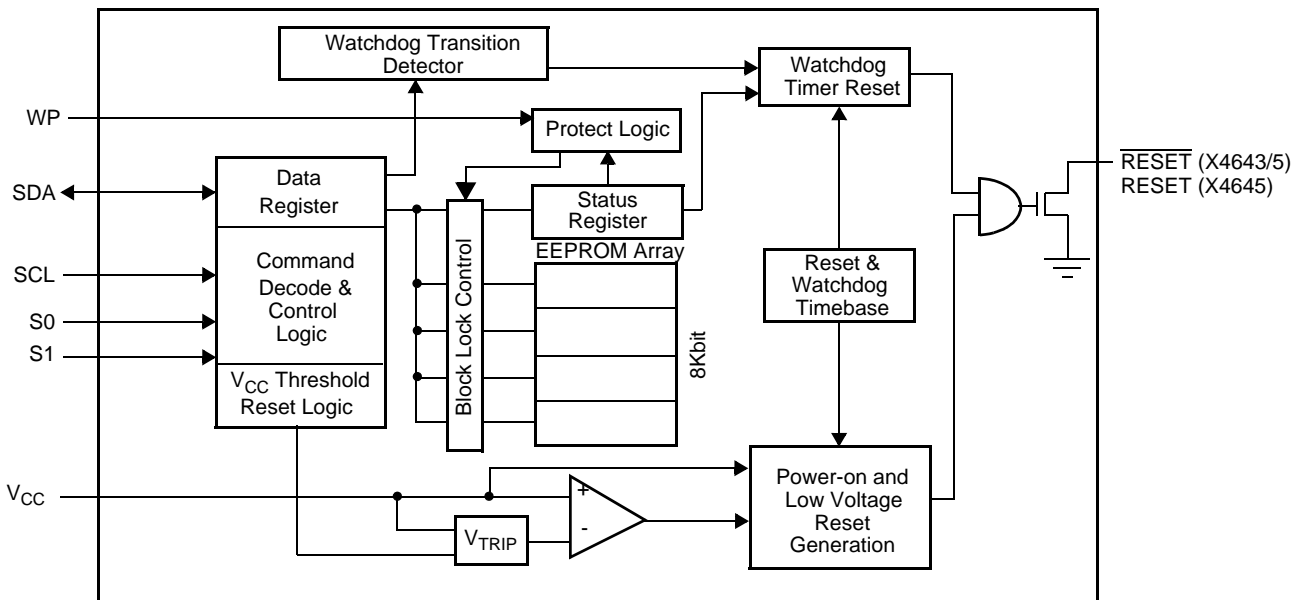 Watchdog Transition
Detector
Watchdog
Timer Reset
WP
Protect Logic
RESET (X4643/5)
RESET (X4645)
SDA
Data
Register
Status
Register
EEPROM Array
SCL
Command
Decode &
Control
Logic
Block Lock Control
Reset &
Watchdog
Timebase
S0
S1
8Kbit
VCC Threshold
Reset Logic
VCC
+
-
VTRIP
Power-on and
Low Voltage
Reset
Generation